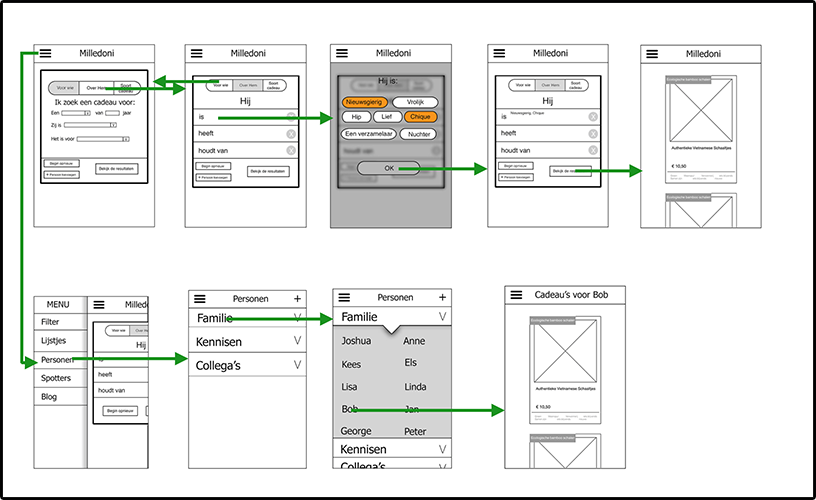 Milledoni
Voor wie Over Hem Soort cadeau
Ik zoek een cadeau voor:
Een van jaar
Zij is
Het is voor
Begin opnieuw
+ Persoon toevoegen
Bekijk de resultaten
Milledoni
Voor wie Over Hem Soort cadeau
Hij
is X
heeft X
houdt van X
Begin opnieuw
+ Persoon toevoegen
Bekijk de resultaten
Milledoni
Hij is:
Nieuwsgierig Vrolijk
Hip Lief Chique
Een verzamelaar Nuchter
houdt van
OK
Milledoni
Voor wie Over Hem Soort cadeau
Hij
is Nieuwsgierig, Chique X
heeft X
houdt van X
Begin opnieuw
+ Persoon toevoegen
Bekijk de resultaten
Milledoni
Authentieke Vietnamese Schaaltjes
€ 10,50
MENU
Filter
Lijstjes
Personen
Spotters
Blog
Milled
Voor wie Over Hem
Hij
is
heeft
houdt van
Begin opnieuw
Personen +
Familie V
Kennisen V
Collega's V
Personen +
Familie V
Joshua Anne
Kees Els
Lisa Linda
Bob Jan
George Peter
Kennisen V
Collega's V
Cadeau's voor Bob
Authentieke Vietnamese Schaaltjes
€ 10,50